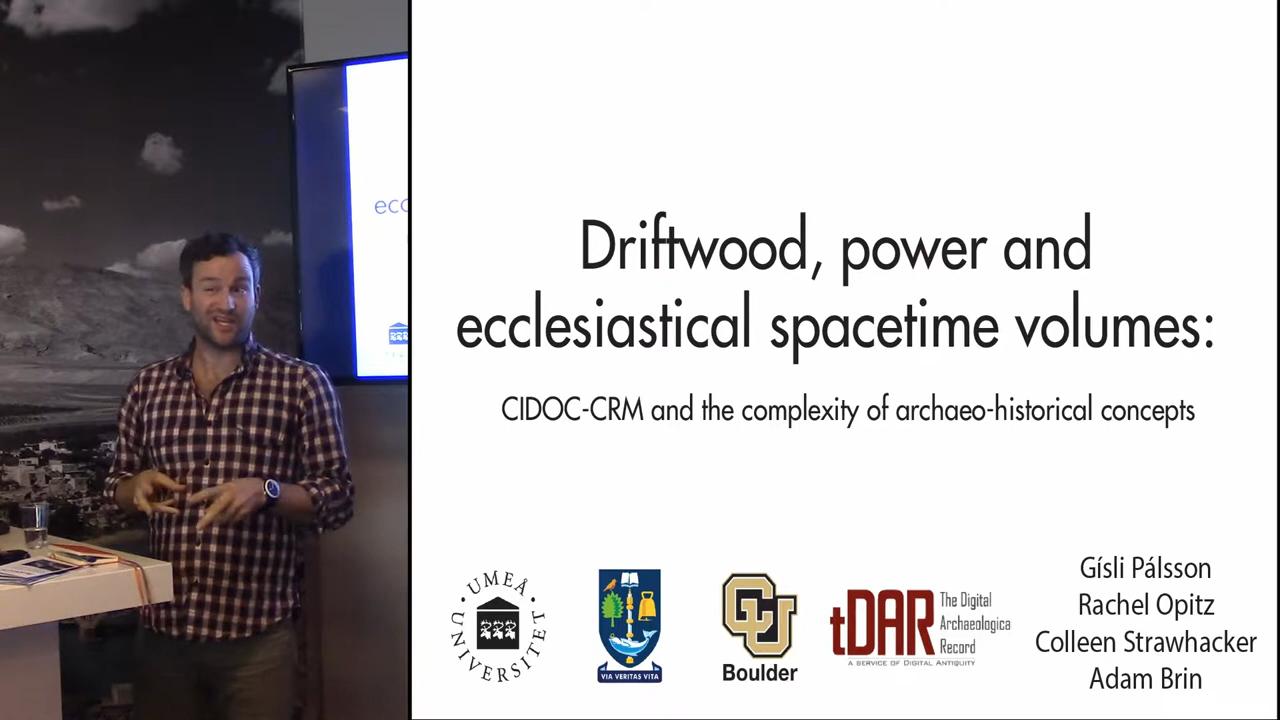 ecc
Driftwood, power and
ecclesiastical spacetime volumes:
CIDOC-CRM and the complexity of archaeo-historical concepts
• UMEÅ •
UNIVERSITET
VIA VERITAS VITA
CU
Boulder
tDAR
The Digital
Archaeologica
Record
A SERVICE OF DIGITAL ANTIQUITY
Gísli Pálsson
Rachel Opitz
Colleen Strawhacker
Adam Brin